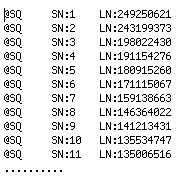 @SQ	SN:1	LN:249250621
@SQ	SN:2	LN:243199373
@SQ	SN:3	LN:198022430
@SQ	SN:4	LN:191154276
@SQ	SN:5	LN:180915260
@SQ	SN:6	LN:171115067
@SQ	SN:7	LN:159138663
@SQ	SN:8	LN:146364022
@SQ	SN:9	LN:141213431
@SQ	SN:10	LN:135534747
@SQ	SN:11	LN:135006516
..........